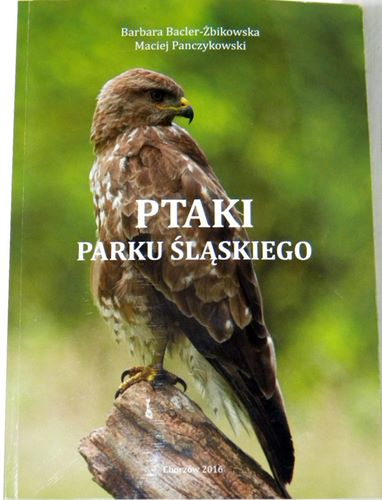 Barbara Bacler-Żbikowska
Maciej Panczykowski
PTAKI
PARKU ŚLĄSKIEGO
Chorzów 2016